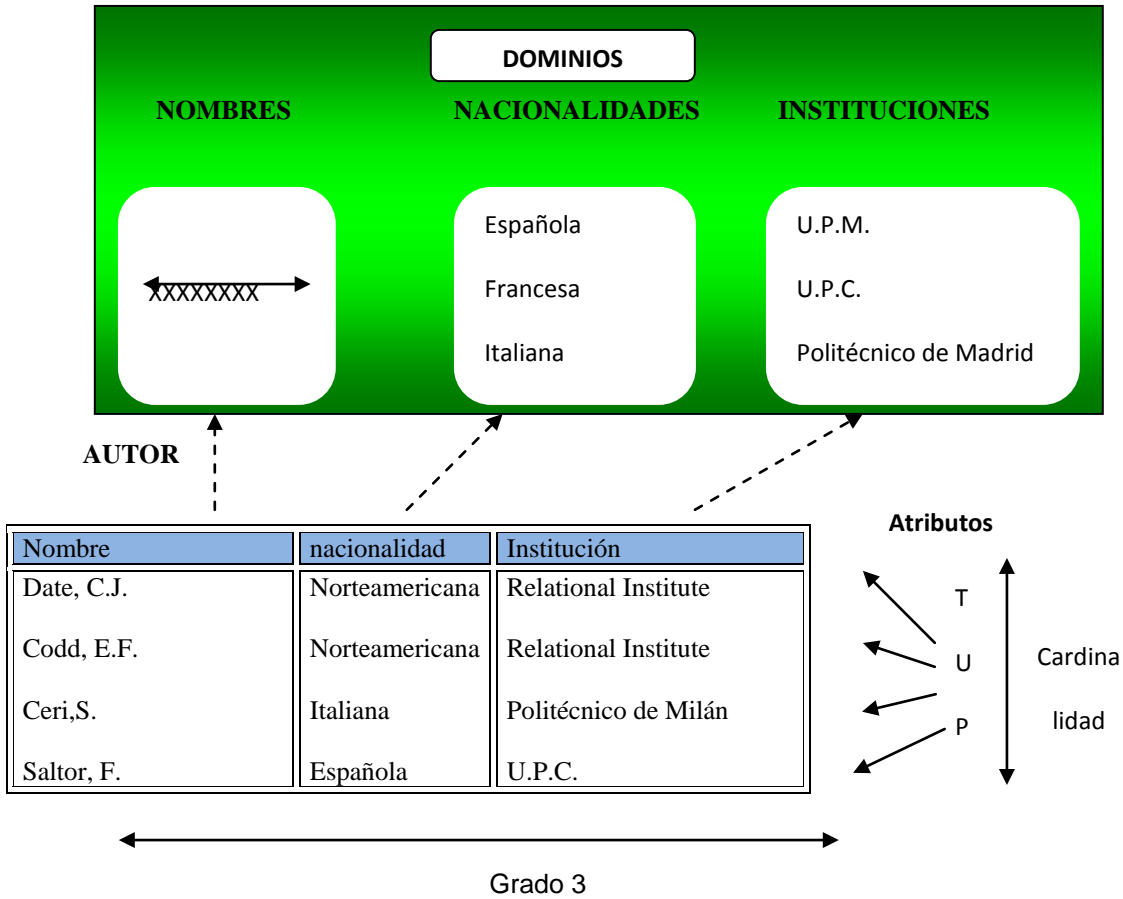 DOMINIOS
NOMBRES NACIONALIDADES INSTITUCIONES
Española U.P.M.
XXXXXXXX Francesa U.P.C.
Italiana Politécnico de Madrid
AUTOR
Atributos
Nombre nacionalidad Institución
Date, C.J. Norteamericana Relational Institute
T
Codd, E.F. Norteamericana Relational Institute
U Cardina
Ceri,S. Italiana Politécnico de Milán
P lidad
Saltor, F. Española U.P.C.
Grado 3